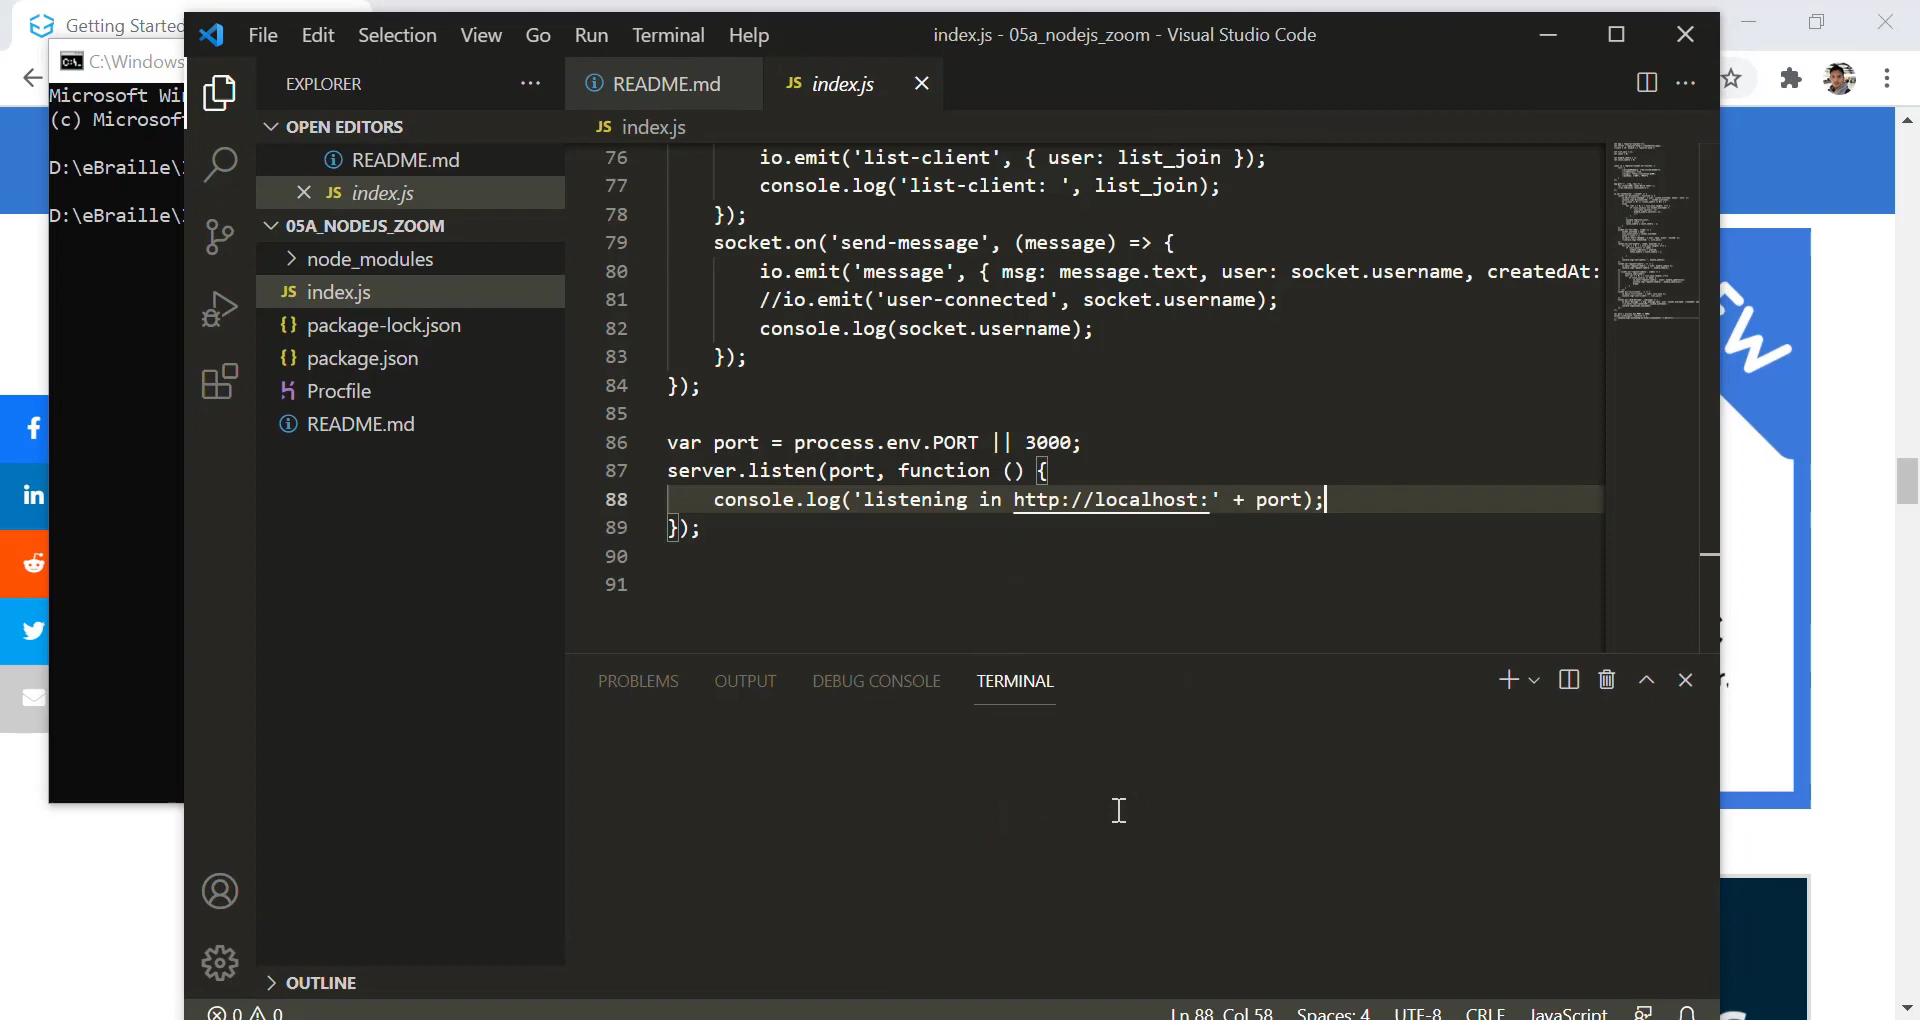 Getting Started
C:\Windows
Microsoft Wi
(c) Microsof
D:\eBraille\
D:\eBraille\
File Edit Selection View Go Run Terminal Help
index.js - 05a_nodejs_zoom - Visual Studio Code
EXPLORER
OPEN EDITORS
README.md
JS index.js
05A_NODEJS_ZOOM
node_modules
JS index.js
{} package-lock.json
{} package.json
Procfile
README.md
OUTLINE
README.md
JS index.js
JS index.js
76 io.emit('list-client', { user: list_join });
77 console.log('list-client: ', list_join);
78 });
79 socket.on('send-message', (message) => {
80 io.emit('message', { msg: message.text, user: socket.username, createdAt:
81 //io.emit('user-connected', socket.username);
82 console.log(socket.username);
83 });
84 });
85
86 var port = process.env.PORT || 3000;
87 server.listen(port, function () {
88 console.log('listening in http://localhost:' + port);
89 });
90
91
PROBLEMS OUTPUT DEBUG CONSOLE TERMINAL
0 0
Ln 88, Col 58 Spaces: 4 UTF-8 CRLF JavaScript